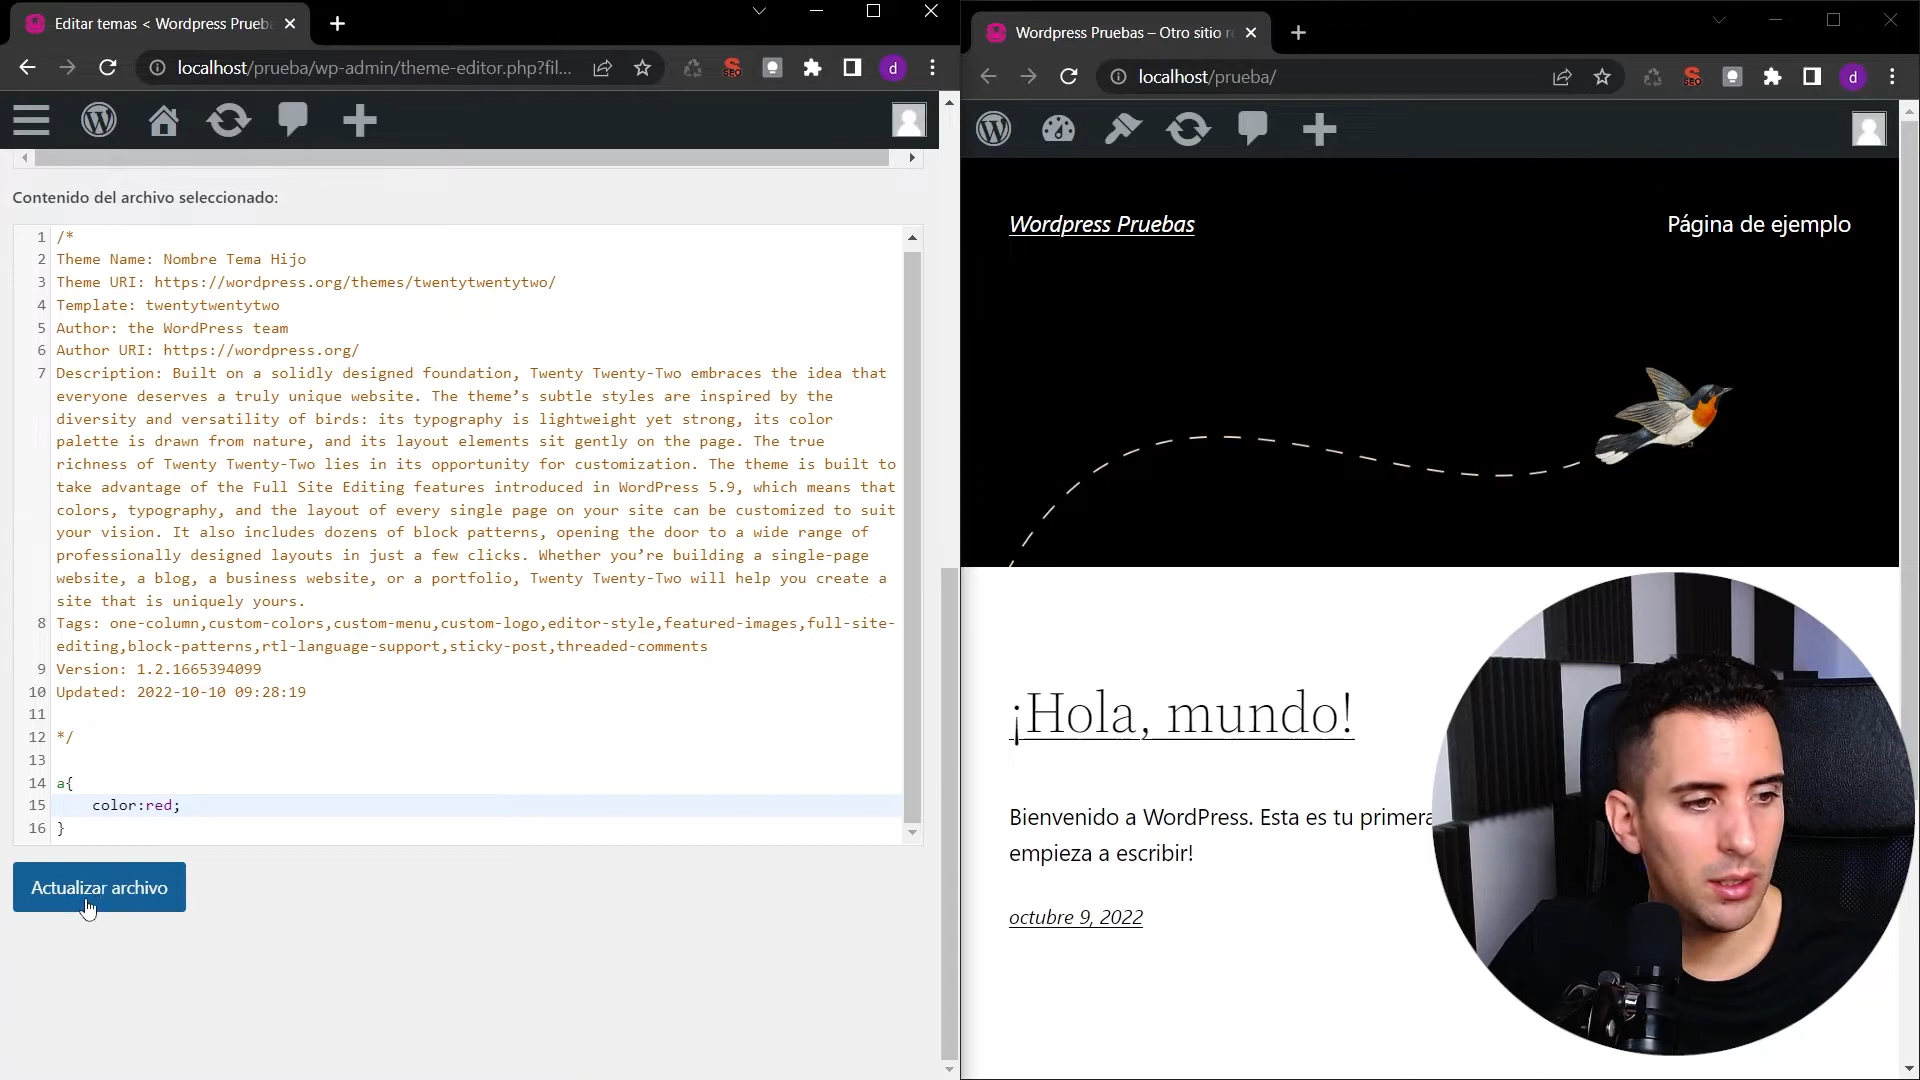 Editar temas < Wordpress Prueb
localhost/prueba/wp-admin/theme-editor.php?fil...
SEO
d
Contenido del archivo seleccionado:
1 /*
2 Theme Name: Nombre Tema Hijo
3 Theme URI: https://wordpress.org/themes/twentytwentytwo/
4 Template: twentytwentytwo
5 Author: the WordPress team
6 Author URI: https://wordpress.org/
7 Description: Built on a solidly designed foundation, Twenty Twenty-Two embraces the idea that
everyone deserves a truly unique website. The theme’s subtle styles are inspired by the
diversity and versatility of birds: its typography is lightweight yet strong, its color
palette is drawn from nature, and its layout elements sit gently on the page. The true
richness of Twenty Twenty-Two lies in its opportunity for customization. The theme is built to
take advantage of the Full Site Editing features introduced in WordPress 5.9, which means that
colors, typography, and the layout of every single page on your site can be customized to suit
your vision. It also includes dozens of block patterns, opening the door to a wide range of
professionally designed layouts in just a few clicks. Whether you’re building a single-page
website, a blog, a business website, or a portfolio, Twenty Twenty-Two will help you create a
site that is uniquely yours.
8 Tags: one-column,custom-colors,custom-menu,custom-logo,editor-style,featured-images,full-site-
editing,block-patterns,rtl-language-support,sticky-post,threaded-comments
9 Version: 1.2.1665394099
10 Updated: 2022-10-10 09:28:19
11
12 */
13
14 a{
15 color:red;
16 }
Actualizar archivo
Wordpress Pruebas – Otro sitio r
localhost/prueba/
SEO
d
Wordpress Pruebas
Página de ejemplo
¡Hola, mundo!
Bienvenido a WordPress. Esta es tu primera
empieza a escribir!
octubre 9, 2022